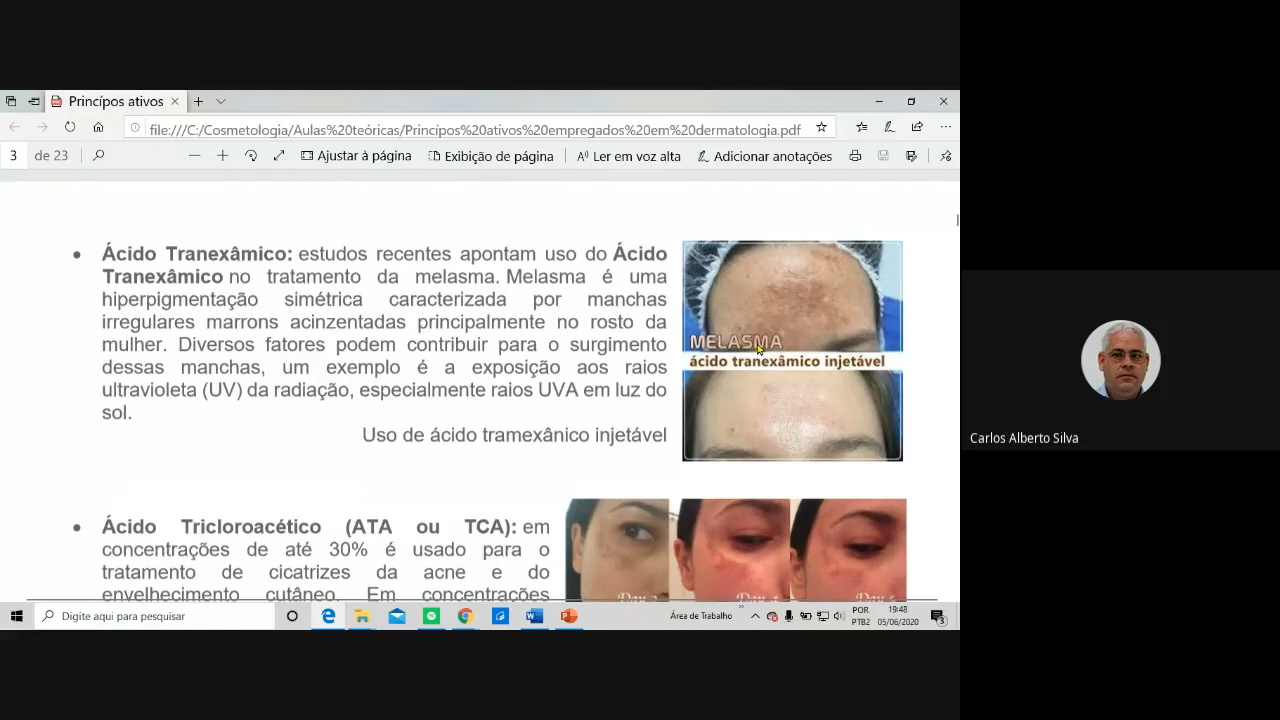 Princípos ativos
file:///C:/Cosmetologia/Aulas%20teóricas/Princípos%20ativos%20empregados%20em%20dermatologia.pdf
3 de 23 Ajustar à página Exibição de página Ler em voz alta Adicionar anotações
• Ácido Tranexâmico: estudos recentes apontam uso do Ácido
Tranexâmico no tratamento da melasma. Melasma é uma
hiperpigmentação simétrica caracterizada por manchas
irregulares marrons acinzentadas principalmente no rosto da
mulher. Diversos fatores podem contribuir para o surgimento
dessas manchas, um exemplo é a exposição aos raios
ultravioleta (UV) da radiação, especialmente raios UVA em luz do
sol.
Uso de ácido tramexânico injetável
MELASMA
ácido tranexâmico injetável
• Ácido Tricloroacético (ATA ou TCA): em
concentrações de até 30% é usado para o
tratamento de cicatrizes da acne e do
envelhecimento cutâneo. Em concentrações
Digite aqui para pesquisar
Área de Trabalho
POR
PTB2
19:48
05/06/2020
3
Carlos Alberto Silva